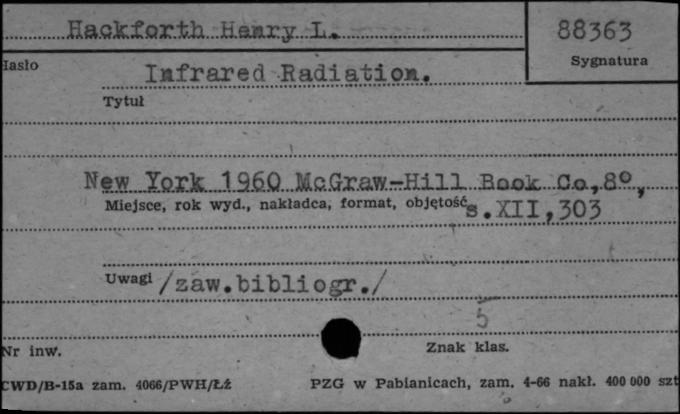 Hackforth Henry L.
88363
Hasło
Sygnatura
Infrared Radiation.
Tytuł
New York 1960 McGraw-Hill Book Co,8°,
Miejsce, rok wyd., nakładca, format, objętość
s.XII,303
Uwagi /zaw.bibliogr./
5
Nr inw.
Znak klas.
CWD/B-15a zam. 4066/PWH/Łź
PZG w Pabianicach, zam. 4-66 nakł. 400 000 szt